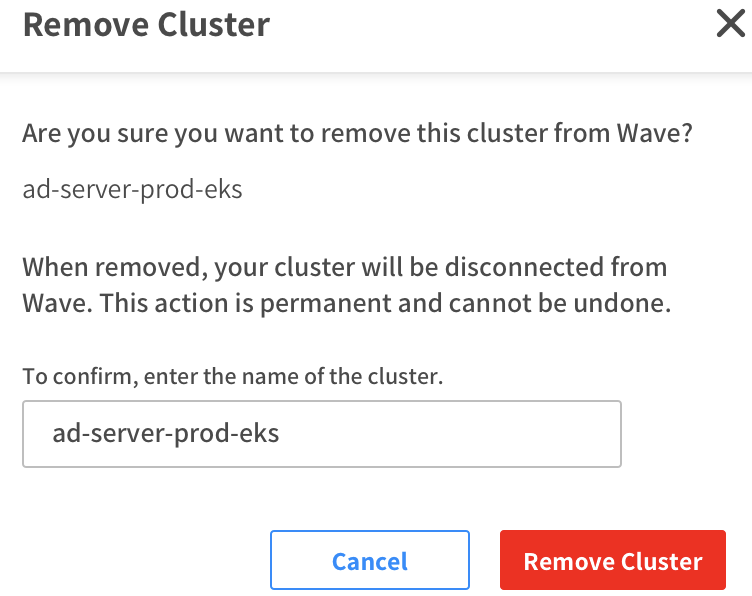 Remove Cluster
Are you sure you want to remove this cluster from Wave?
ad-server-prod-eks
When removed, your cluster will be disconnected from
Wave. This action is permanent and cannot be undone.
To confirm, enter the name of the cluster.
ad-server-prod-eks
Cancel
Remove Cluster